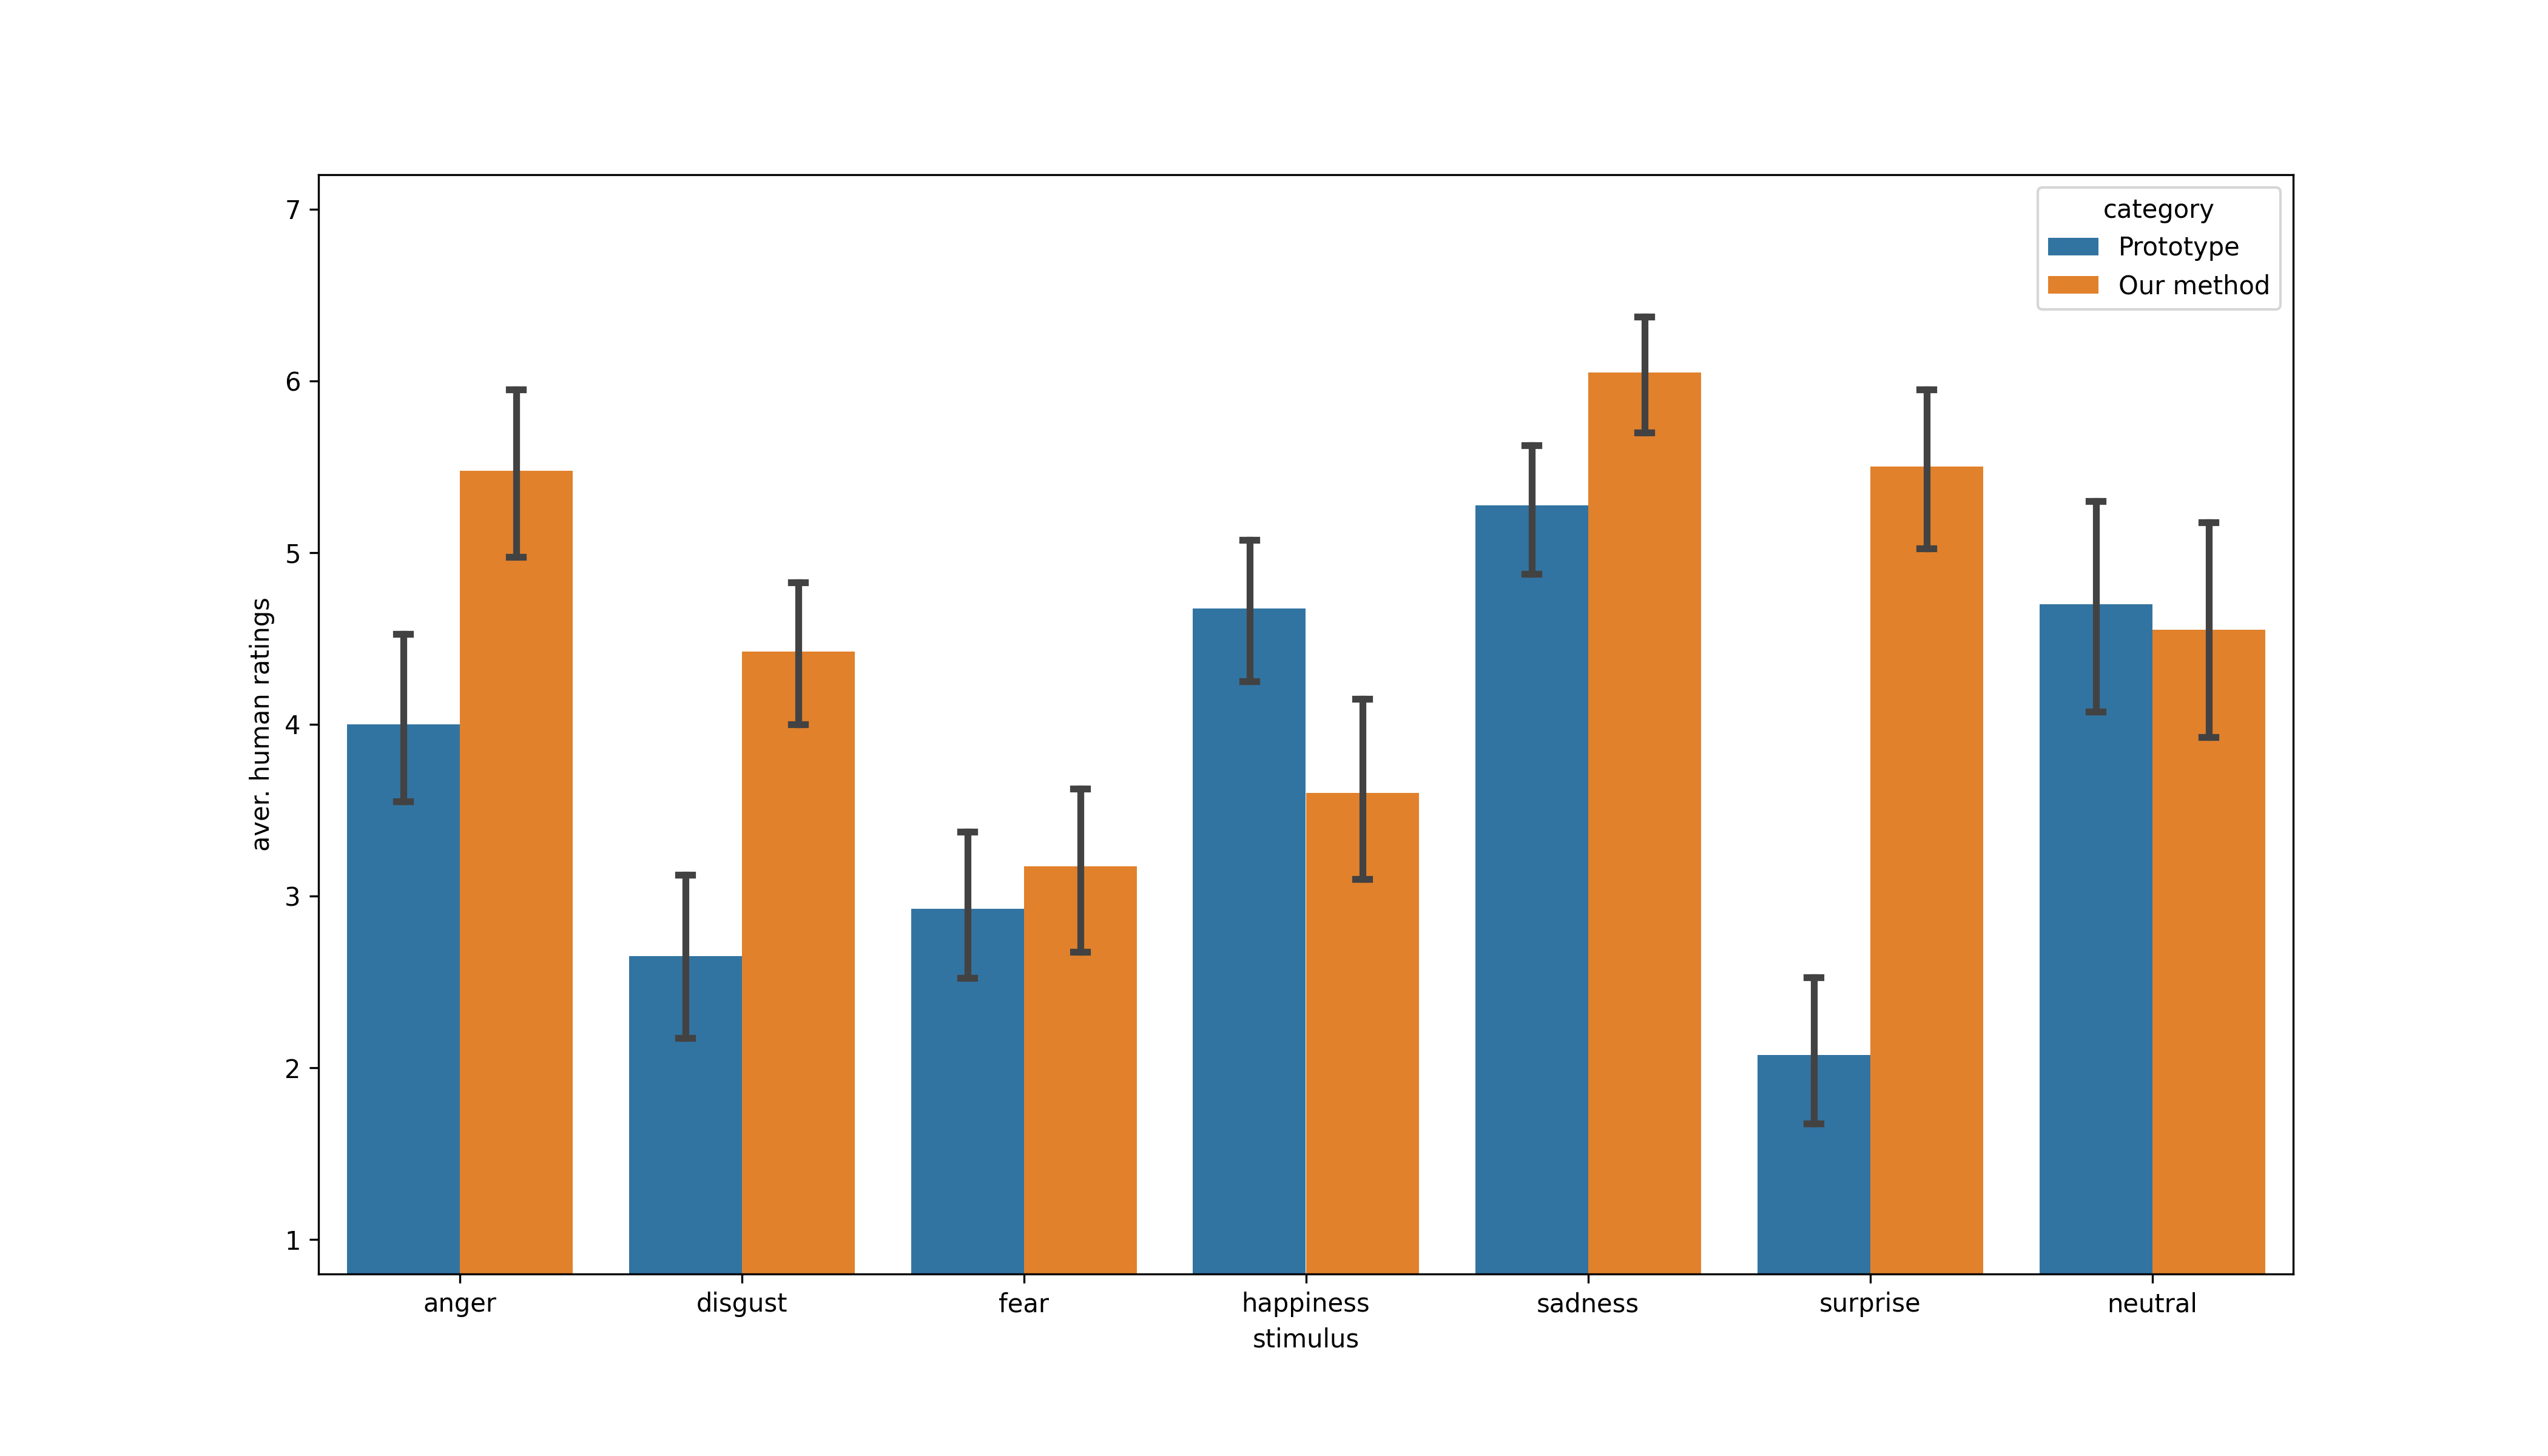 category
Prototype
Our method
7
6
5
4
3
2
1
aver. human ratings
anger disgust fear happiness sadness surprise neutral
stimulus